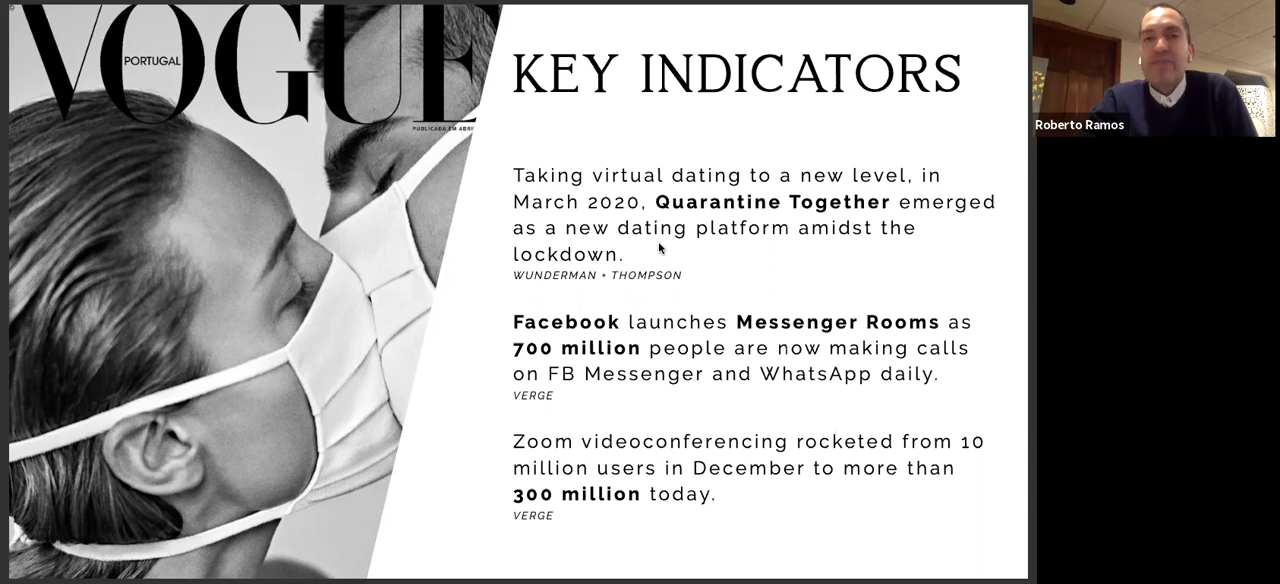 VOGUE
PORTUGAL
PUBLICADA EM ABRI
KEY INDICATORS
Taking virtual dating to a new level, in
March 2020, Quarantine Together emerged
as a new dating platform amidst the
lockdown.
WUNDERMAN + THOMPSON
Facebook launches Messenger Rooms as
700 million people are now making calls
on FB Messenger and WhatsApp daily.
VERGE
Zoom videoconferencing rocketed from 10
million users in December to more than
300 million today.
VERGE
Roberto Ramos